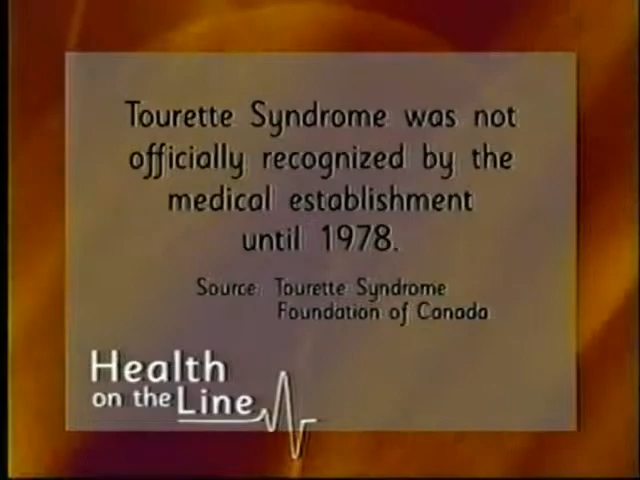 Tourette Syndrome was not
officially recognized by the
medical establishment
until 1978.
Source: Tourette Syndrome
Foundation of Canada
Health
on the Line